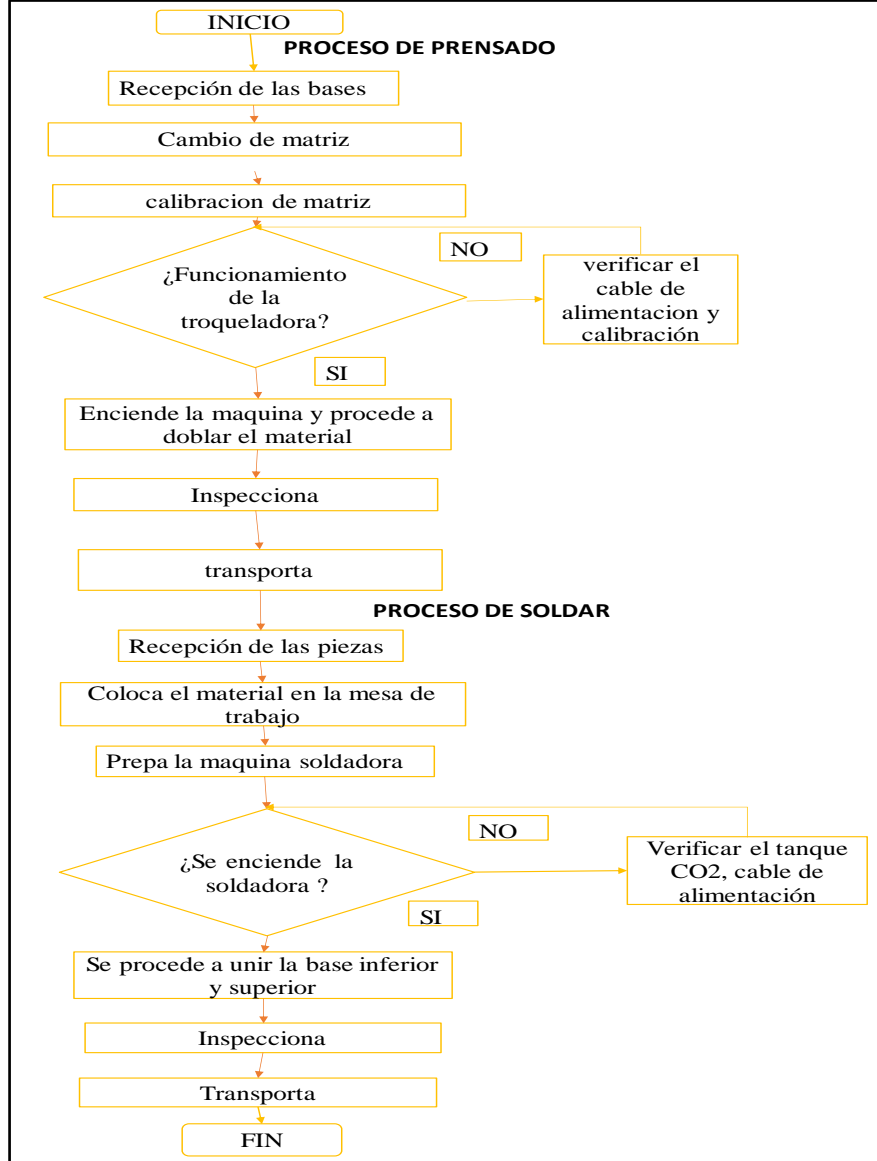 INICIO
PROCESO DE PRENSADO
Recepción de las bases
Cambio de matriz
calibracion de matriz
NO
¿Funcionamiento
de la
troqueladora?
verificar el
cable de
alimentacion y
calibración
SI
Enciende la maquina y procede a
doblar el material
Inspecciona
transporta
PROCESO DE SOLDAR
Recepción de las piezas
Coloca el material en la mesa de
trabajo
Prepa la maquina soldadora
NO
¿Se enciende la
soldadora ?
Verificar el tanque
CO2, cable de
alimentación
SI
Se procede a unir la base inferior
y superior
Inspecciona
Transporta
FIN